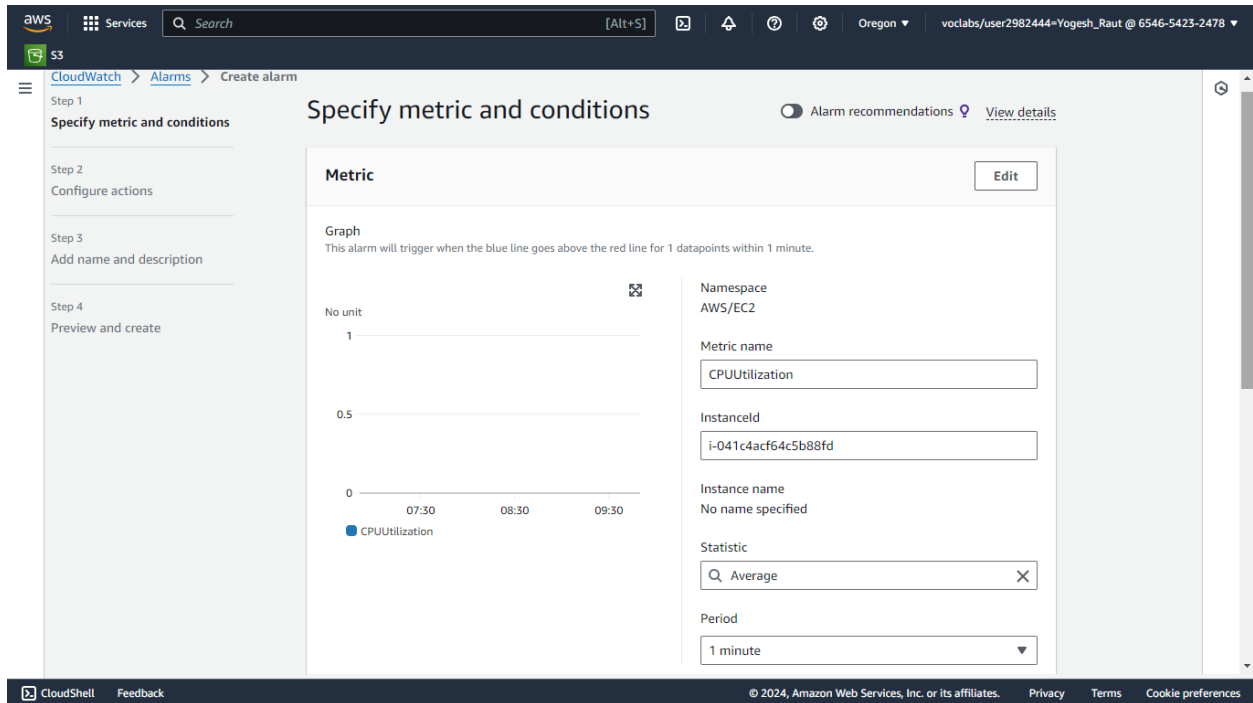 aws
Services
Search
[Alt+S]
Oregon
voclabs/user2982444=Yogesh_Raut @ 6546-5423-2478
S3
CloudWatch
Alarms
Create alarm
Step 1
Specify metric and conditions
Step 2
Configure actions
Step 3
Add name and description
Step 4
Preview and create
Specify metric and conditions
Alarm recommendations
View details
Metric
Edit
Graph
This alarm will trigger when the blue line goes above the red line for 1 datapoints within 1 minute.
No unit
1
0.5
0
07:30
08:30
09:30
CPUUtilization
Namespace
AWS/EC2
Metric name
CPUUtilization
InstanceId
i-041c4acf64c5b88fd
Instance name
No name specified
Statistic
Average
Period
1 minute
CloudShell
Feedback
© 2024, Amazon Web Services, Inc. or its affiliates.
Privacy
Terms
Cookie preferences